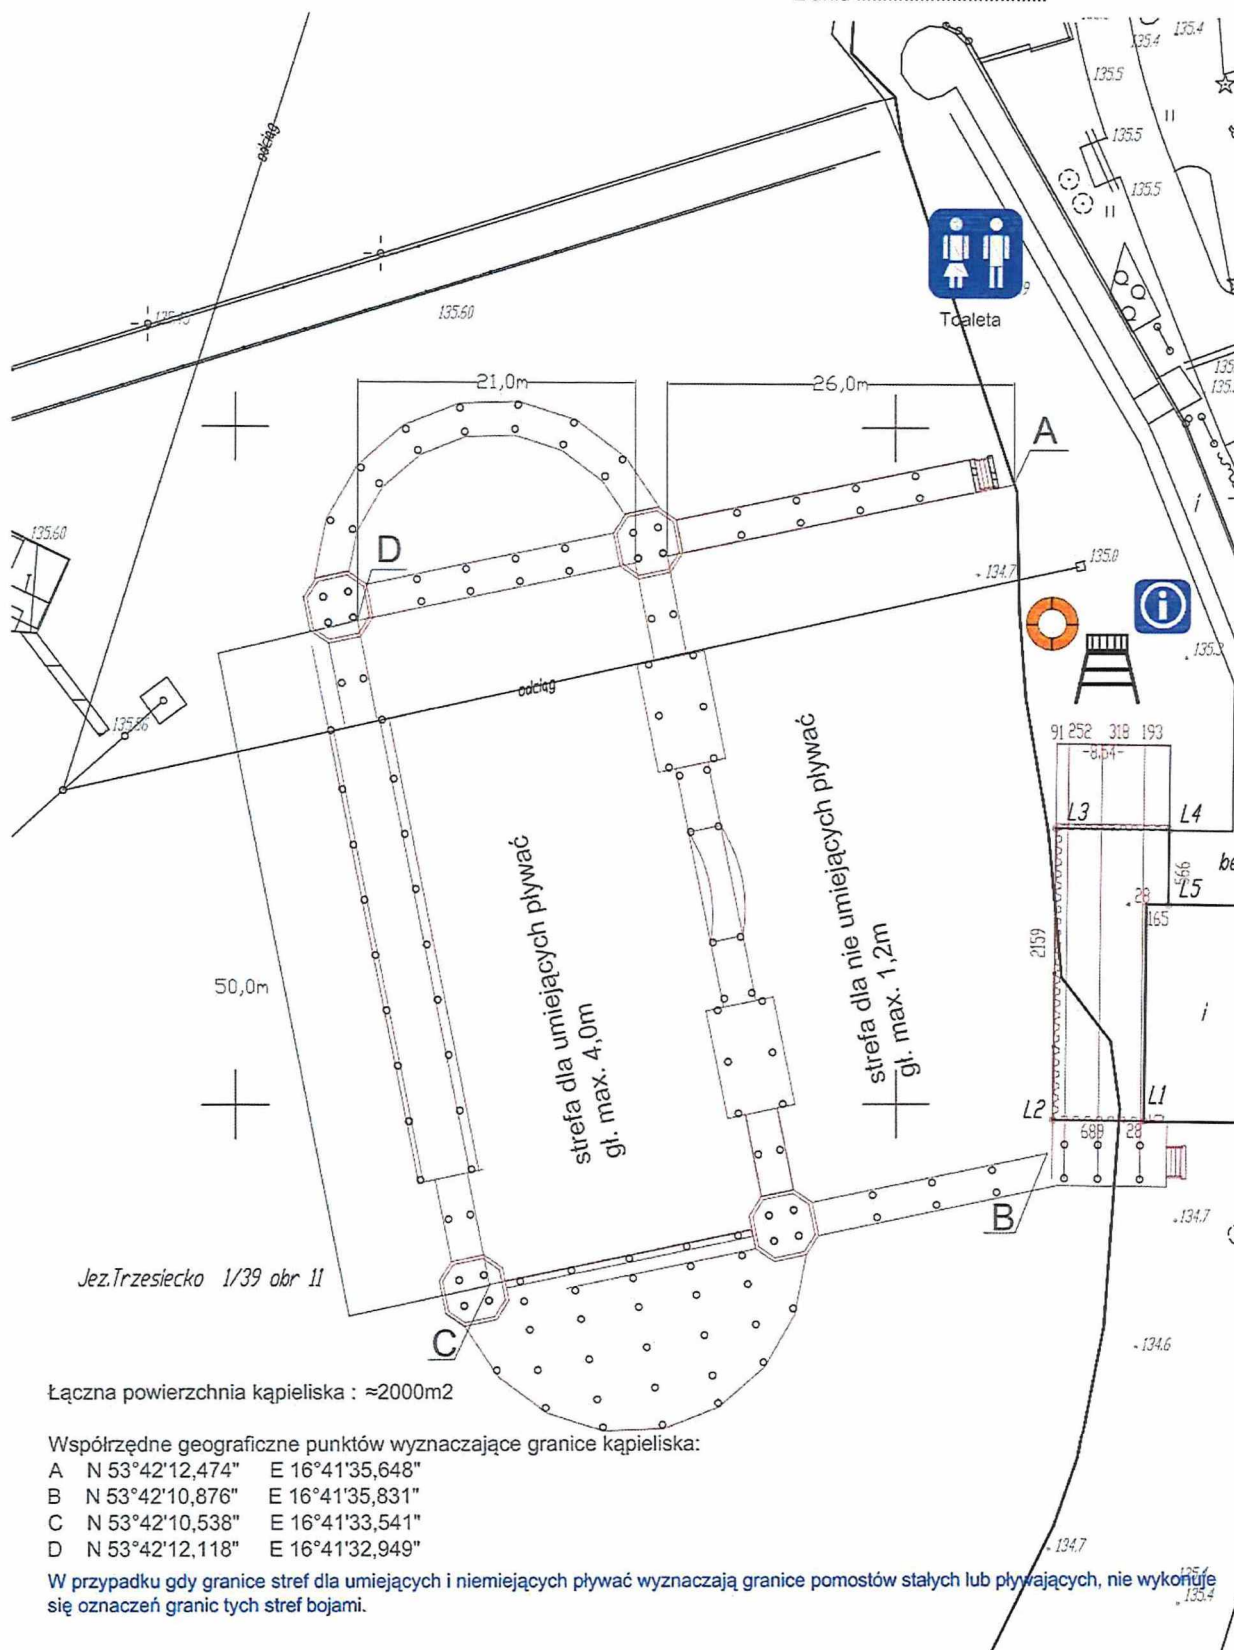 135.4
135.4
135.5
135.5
135.5
odciąg
135.60
Toaleta
21,0m
26,0m
A
135.60
D
i
I
134.7
135.0
135.3
135.86
odciąg
91 252 318 193
-8.54-
L3
L4
566
be
28
L5
165
2159
strefa dla umiejących pływać
gł. max. 4,0m
strefa dla nie umiejących pływać
gł. max. 1,2m
50,0m
i
L2
L1
689
28
B
134.7
Jez.Trzesiecko 1/39 obr 11
C
134.6
Łączna powierzchnia kąpieliska : ≈2000m2
Współrzędne geograficzne punktów wyznaczające granice kąpieliska:
A N 53°42'12,474" E 16°41'35,648"
B N 53°42'10,876" E 16°41'35,831"
C N 53°42'10,538" E 16°41'33,541"
D N 53°42'12,118" E 16°41'32,949"
134.7
W przypadku gdy granice stref dla umiejących i niemiejących pływać wyznaczają granice pomostów stałych lub pływających, nie wykonuje
się oznaczeń granic tych stref bojami.
135.4